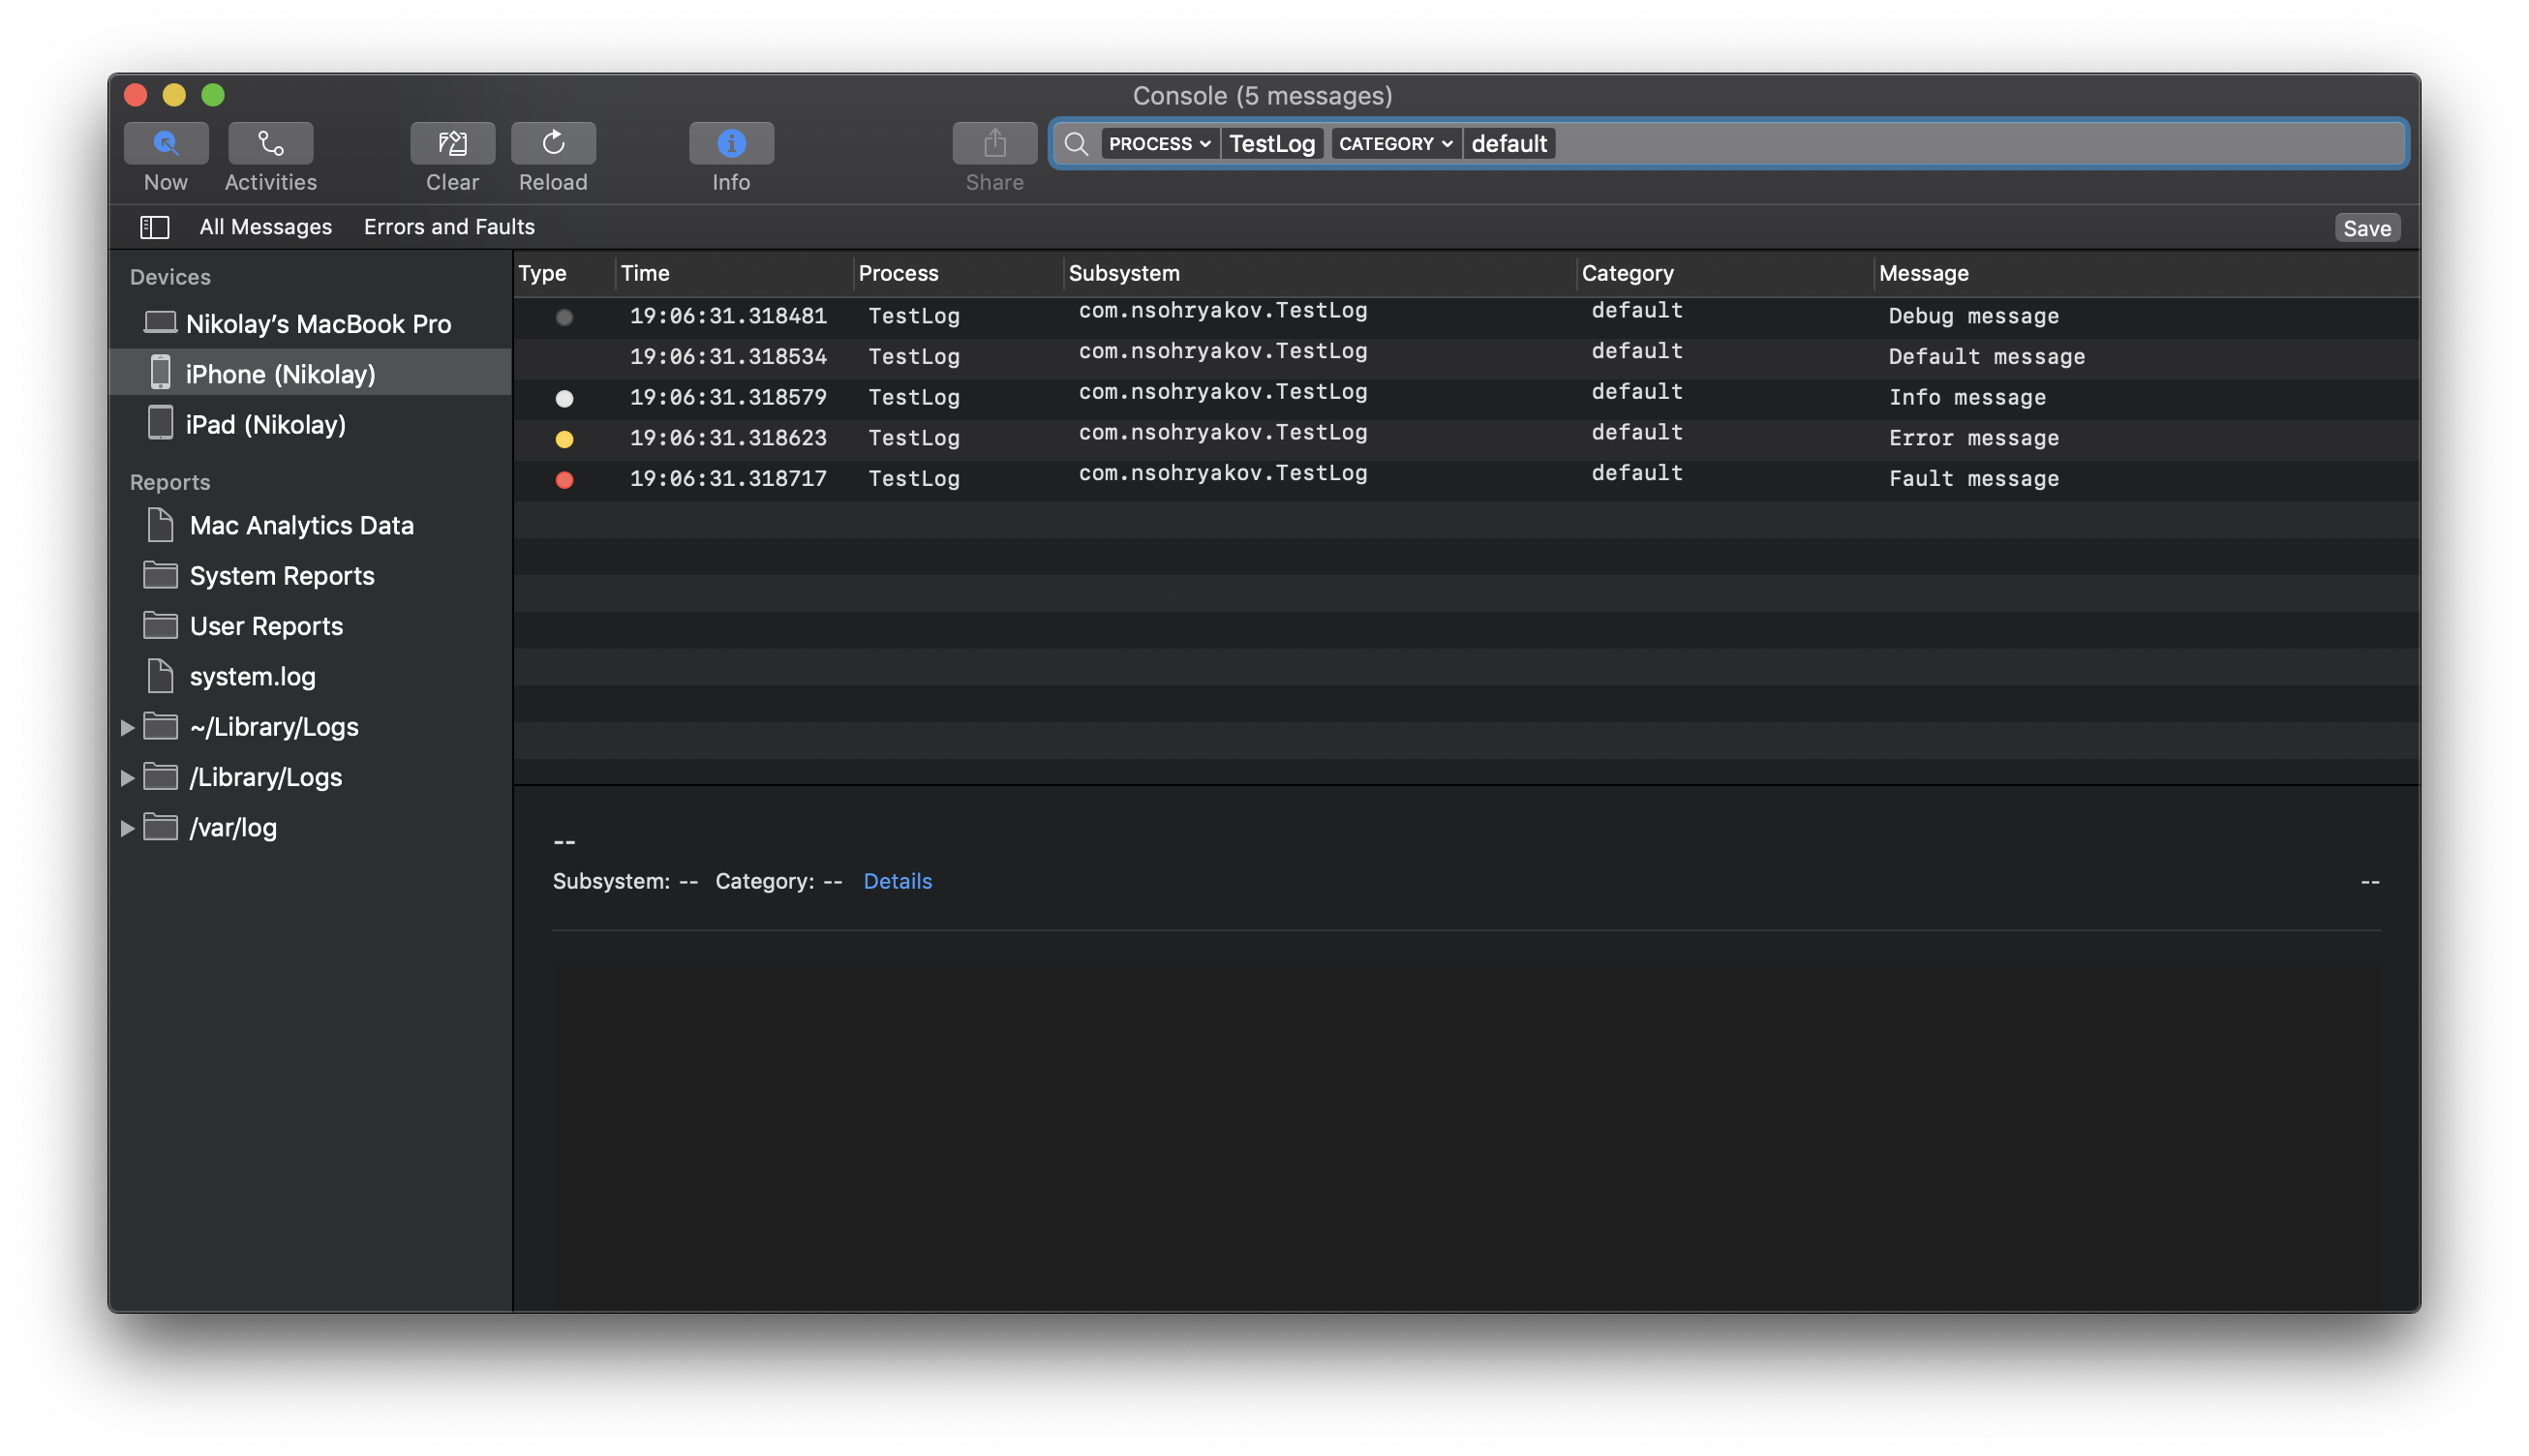 Console (5 messages)
PROCESS TestLog CATEGORY default
Now Activities Clear Reload Info Share
All Messages Errors and Faults Save
Devices
Nikolay’s MacBook Pro
iPhone (Nikolay)
iPad (Nikolay)
Reports
Mac Analytics Data
System Reports
User Reports
system.log
~/Library/Logs
/Library/Logs
/var/log
Type Time Process Subsystem Category Message
19:06:31.318481 TestLog com.nsohryakov.TestLog default Debug message
19:06:31.318534 TestLog com.nsohryakov.TestLog default Default message
19:06:31.318579 TestLog com.nsohryakov.TestLog default Info message
19:06:31.318623 TestLog com.nsohryakov.TestLog default Error message
19:06:31.318717 TestLog com.nsohryakov.TestLog default Fault message
--
Subsystem: -- Category: -- Details --